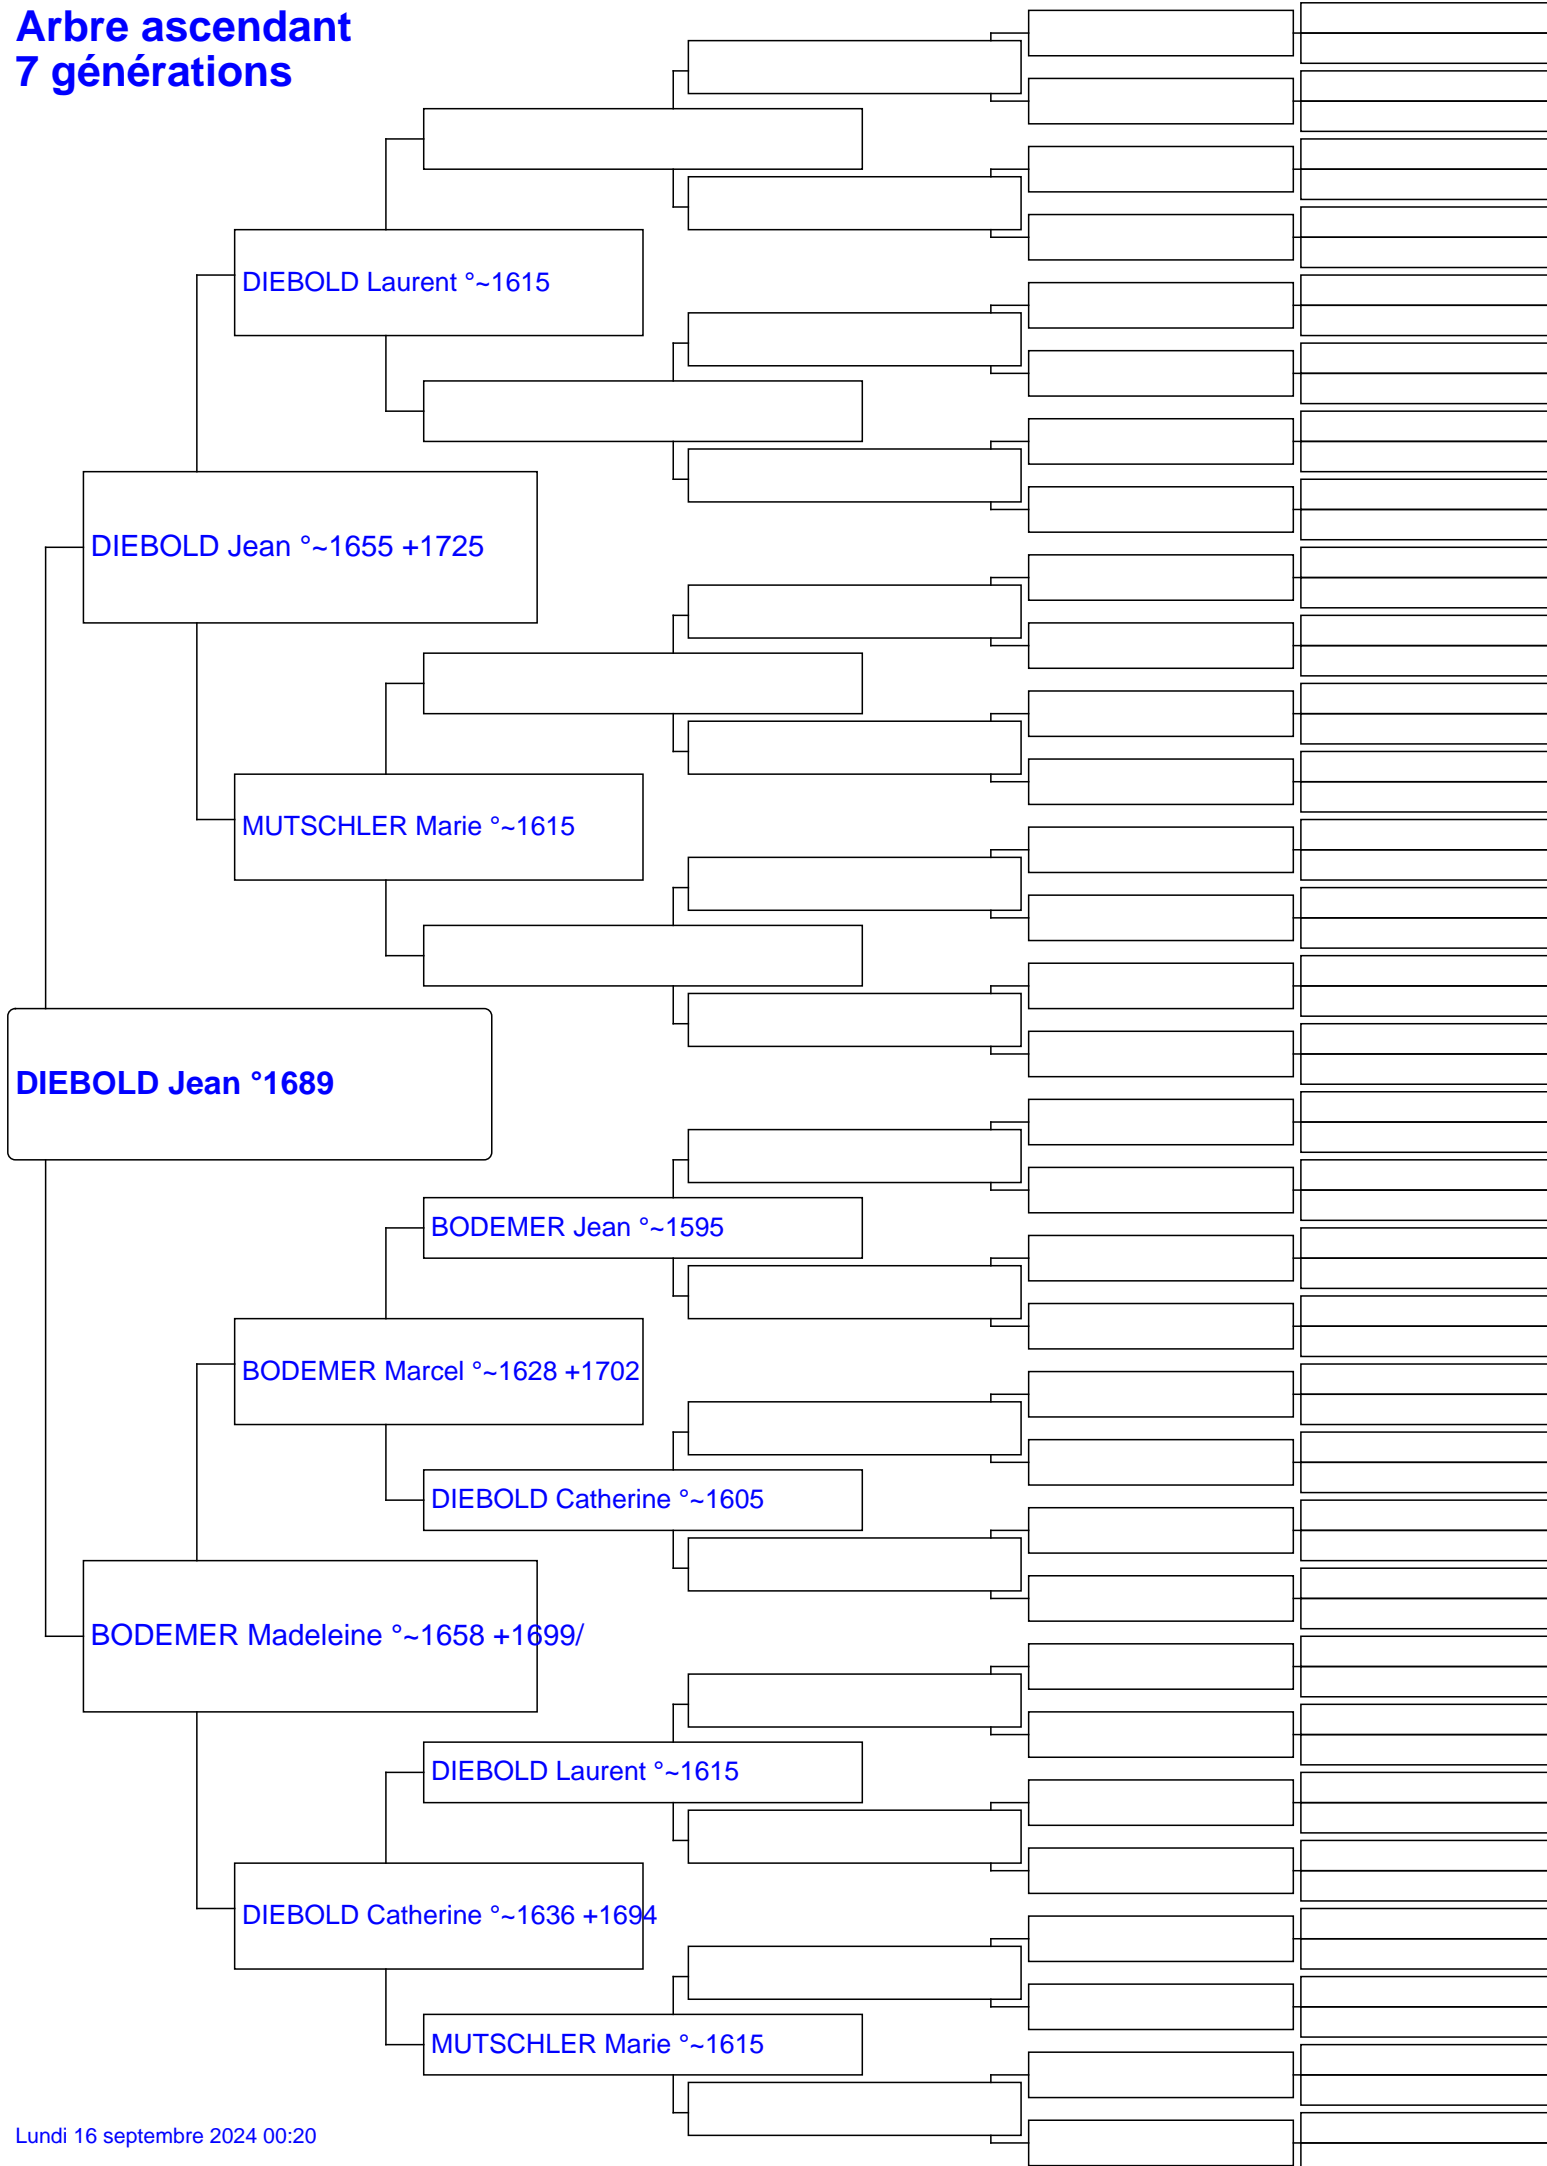 Arbre ascendant
7 générations
DIEBOLD Laurent °~1615
DIEBOLD Jean °~1655 +1725
MUTSCHLER Marie °~1615
DIEBOLD Jean °1689
BODEMER Jean °~1595
BODEMER Marcel °~1628 +1702
DIEBOLD Catherine °~1605
BODEMER Madeleine °~1658 +1699/
DIEBOLD Laurent °~1615
DIEBOLD Catherine °~1636 +1694
MUTSCHLER Marie °~1615
Lundi 16 septembre 2024 00:20